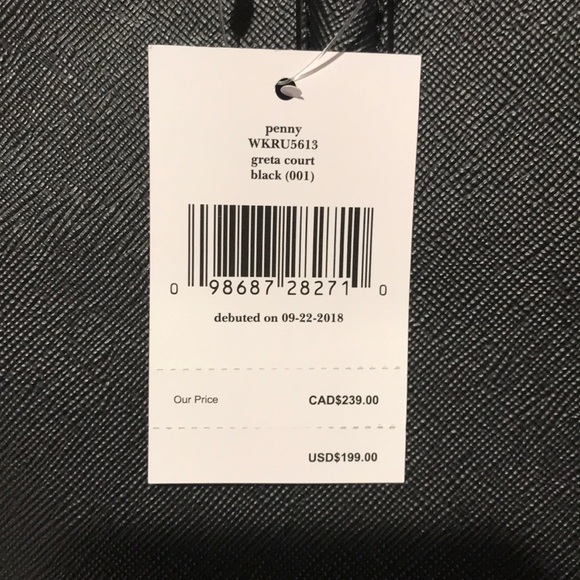 penny
WKRU5613
greta court
black (001)
0 98687 28271 0
debuted on 09-22-2018
Our Price CAD$239.00
USD$199.00